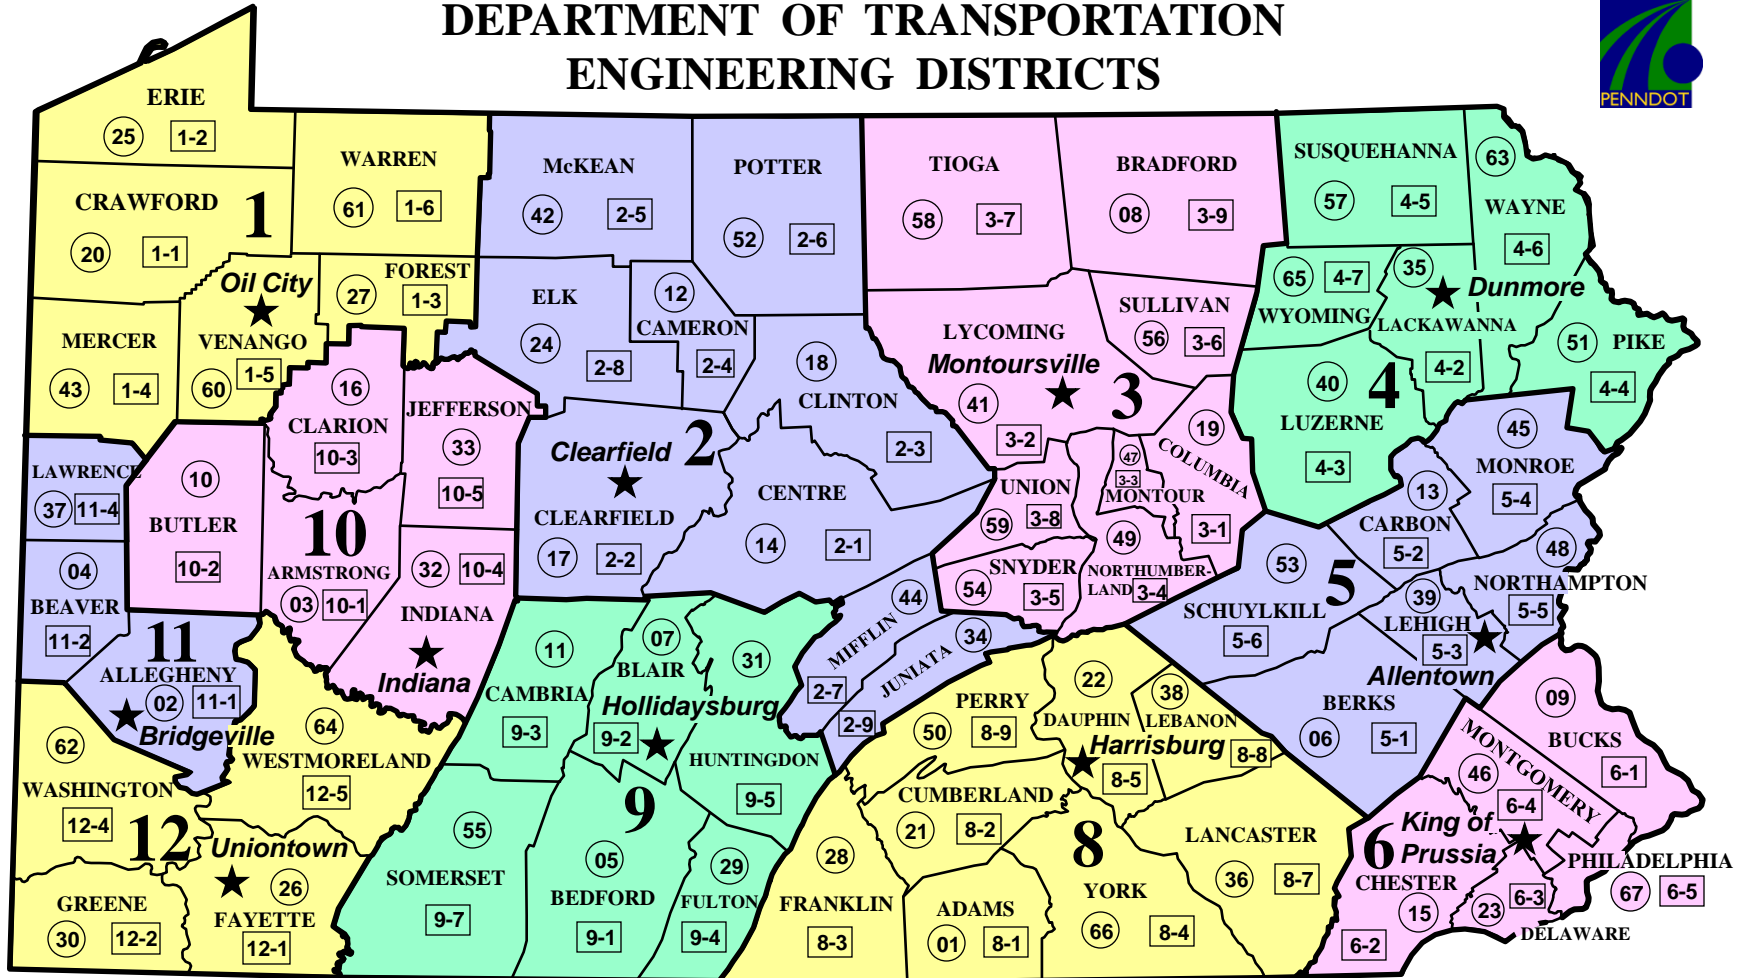 DEPARTMENT OF TRANSPORTATION
ENGINEERING DISTRICTS
PENNDOT
ERIE
25 1-2
CRAWFORD
20 1-1
1
WARREN
61 1-6
Oil City
VENANGO
60 1-5
FOREST
27 1-3
MERCER
43 1-4
McKEAN
42 2-5
POTTER
52 2-6
ELK
24 2-8
12
CAMERON
2-4
18
CLINTON
2-3
Clearfield 2
CLEARFIELD
17 2-2
CENTRE
14 2-1
44
MIFFLIN
2-7
34
JUNIATA
2-9
TIOGA
58 3-7
BRADFORD
08 3-9
LYCOMING
Montoursville
41 3-2
3
SULLIVAN
56 3-6
19
COLUMBIA
3-1
47
3-3
MONTOUR
UNION
59 3-8
SNYDER
54 3-5
49
NORTHUMBER-
LAND 3-4
SUSQUEHANNA
57 4-5
63
WAYNE
4-6
65 4-7
WYOMING
35
Dunmore
LACKAWANNA
4-2
51 PIKE
4-4
40 4
LUZERNE
4-3
45
MONROE
5-4
13
CARBON
5-2
53 5
SCHUYLKILL
5-6
48
NORTHAMPTON
5-5
39
LEHIGH
5-3
Allentown
BERKS
06 5-1
09
BUCKS
6-1
MONTGOMERY
46
6-4
6 King of
Prussia
CHESTER
15
6-2
PHILADELPHIA
67 6-5
23 6-3
DELAWARE
PERRY
50 8-9
22
DAUPHIN
Harrisburg
8-5
38
LEBANON
8-8
CUMBERLAND
21 8-2
8
LANCASTER
36 8-7
28
FRANKLIN
8-3
ADAMS
01 8-1
YORK
66 8-4
11
CAMBRIA
9-3
07
BLAIR
Hollidaysburg
9-2
31
HUNTINGDON
9-5
9
55
SOMERSET
9-7
05
BEDFORD
9-1
29
FULTON
9-4
16
CLARION
10-3
JEFFERSON
33
10-5
10
BUTLER
10-2
10
ARMSTRONG
03 10-1
32 10-4
INDIANA
Indiana
LAWRENCE
37 11-4
04
BEAVER
11-2
11
ALLEGHENY
02 11-1
Bridgeville
64
WESTMORELAND
12-5
62
WASHINGTON
12-4
12 Uniontown
26
FAYETTE
12-1
GREENE
30 12-2